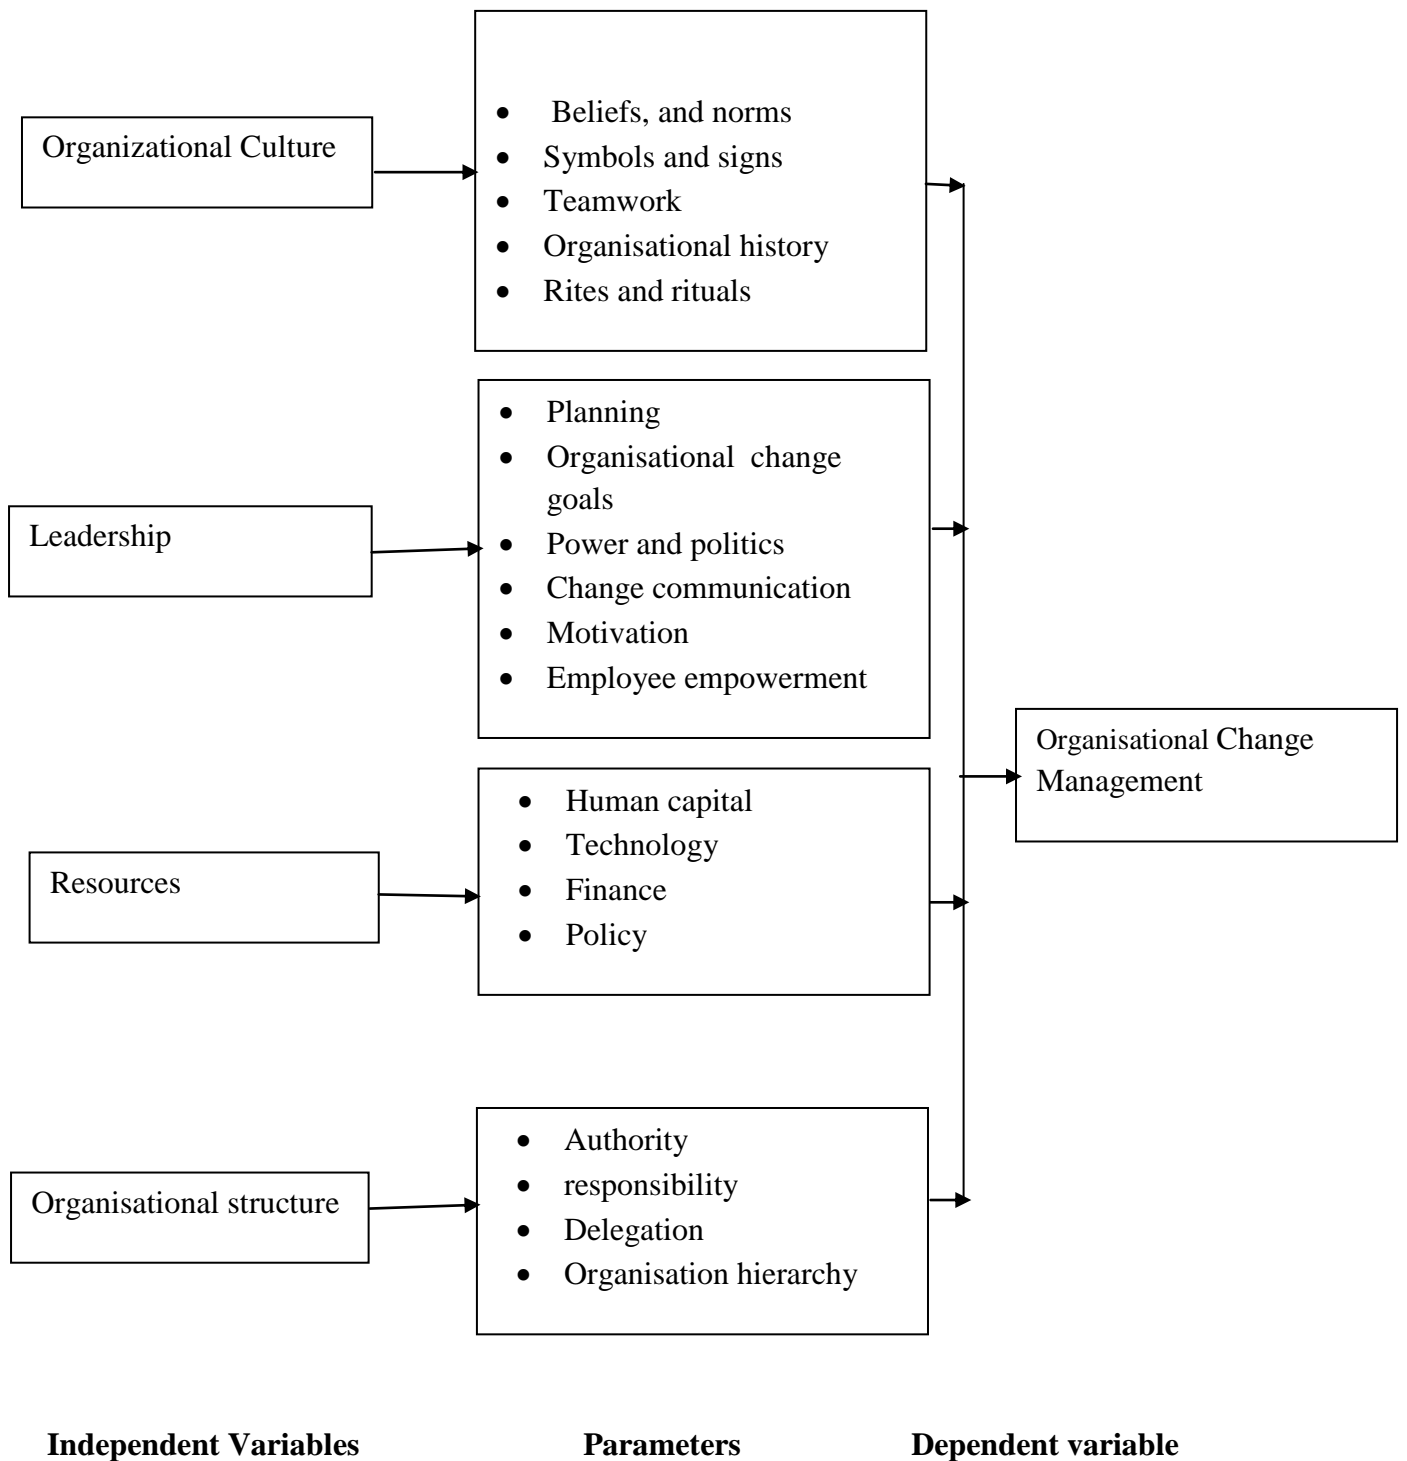 Organizational Culture
• Beliefs, and norms
• Symbols and signs
• Teamwork
• Organisational history
• Rites and rituals
Leadership
• Planning
• Organisational change
goals
• Power and politics
• Change communication
• Motivation
• Employee empowerment
Resources
• Human capital
• Technology
• Finance
• Policy
Organisational structure
• Authority
• responsibility
• Delegation
• Organisation hierarchy
Organisational Change
Management
Independent Variables
Parameters
Dependent variable